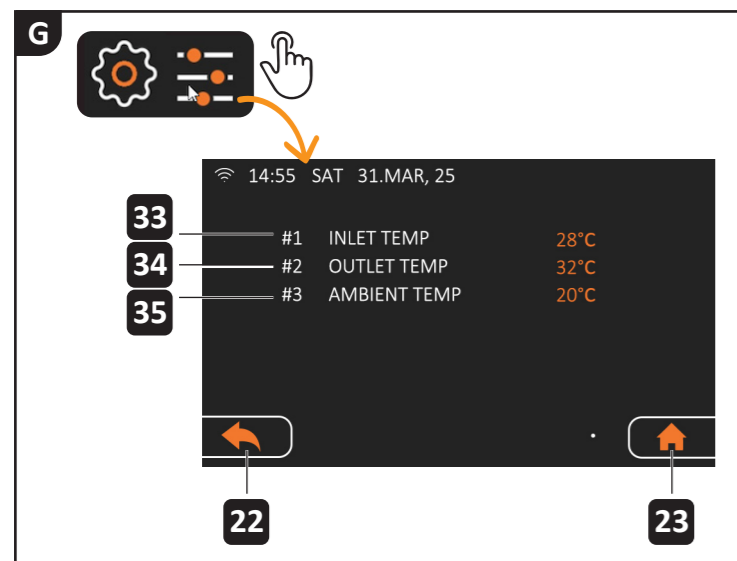 G
14:55 SAT 31.MAR, 25
33 #1 INLET TEMP 28°C
34 #2 OUTLET TEMP 32°C
35 #3 AMBIENT TEMP 20°C
22 23